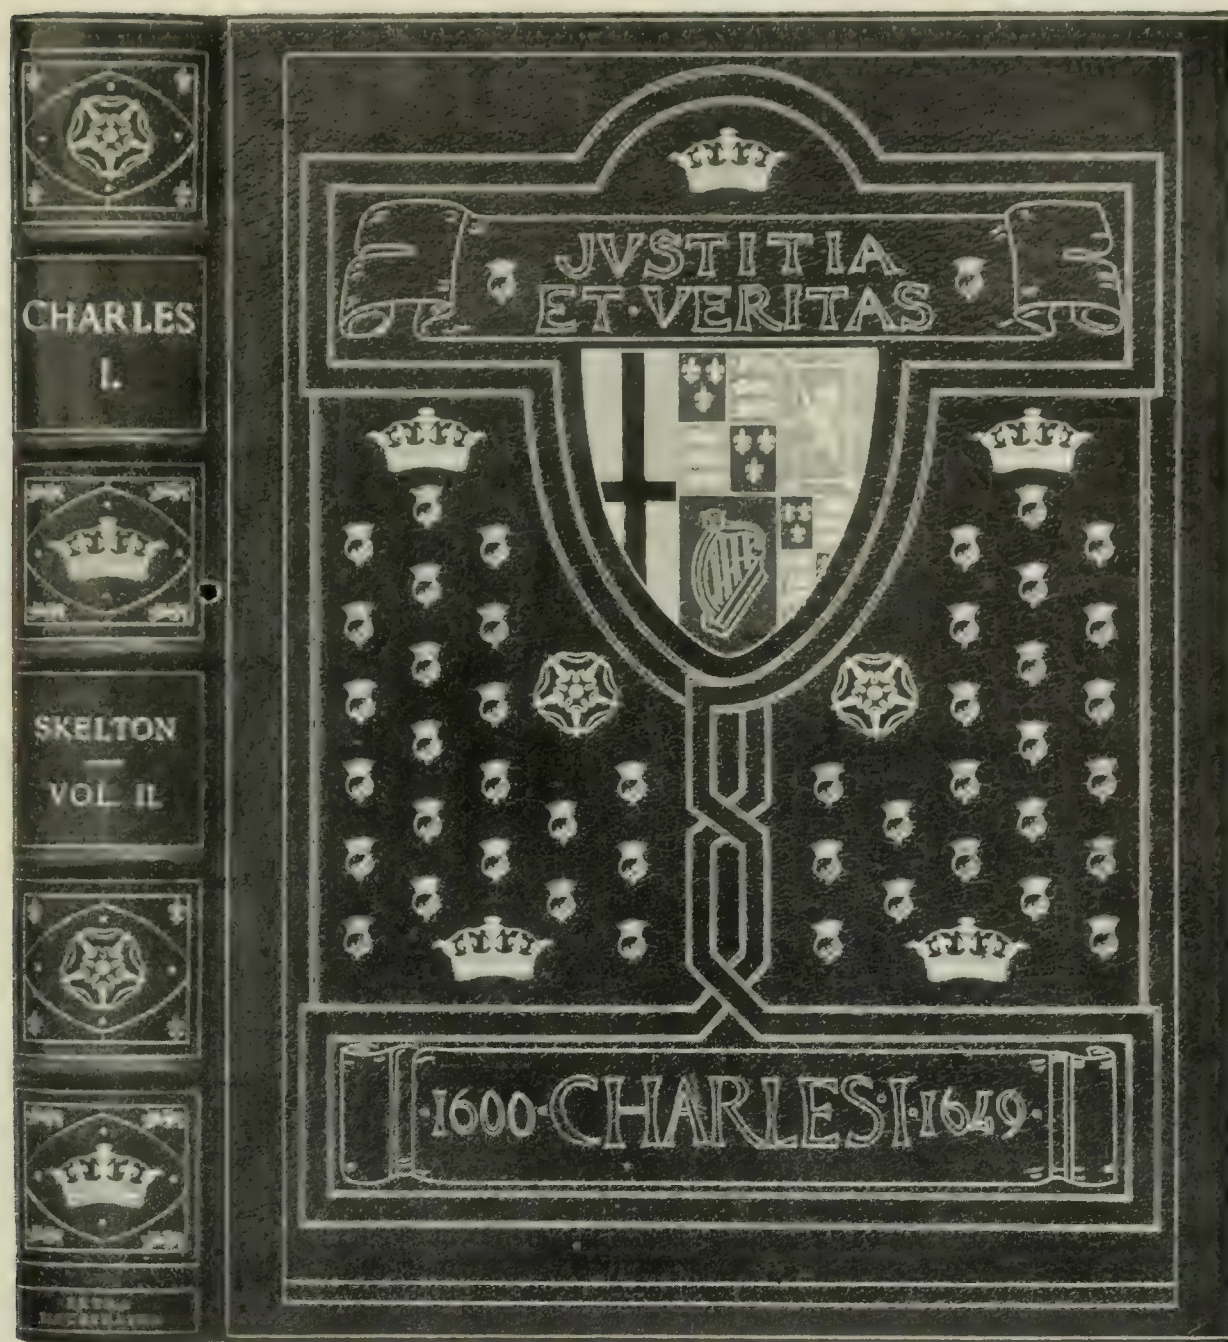 CHARLES
I.
SKELTON
VOL. II.
JVSTITIA
ET·VERITAS
·1600·CHARLES·I·1649·